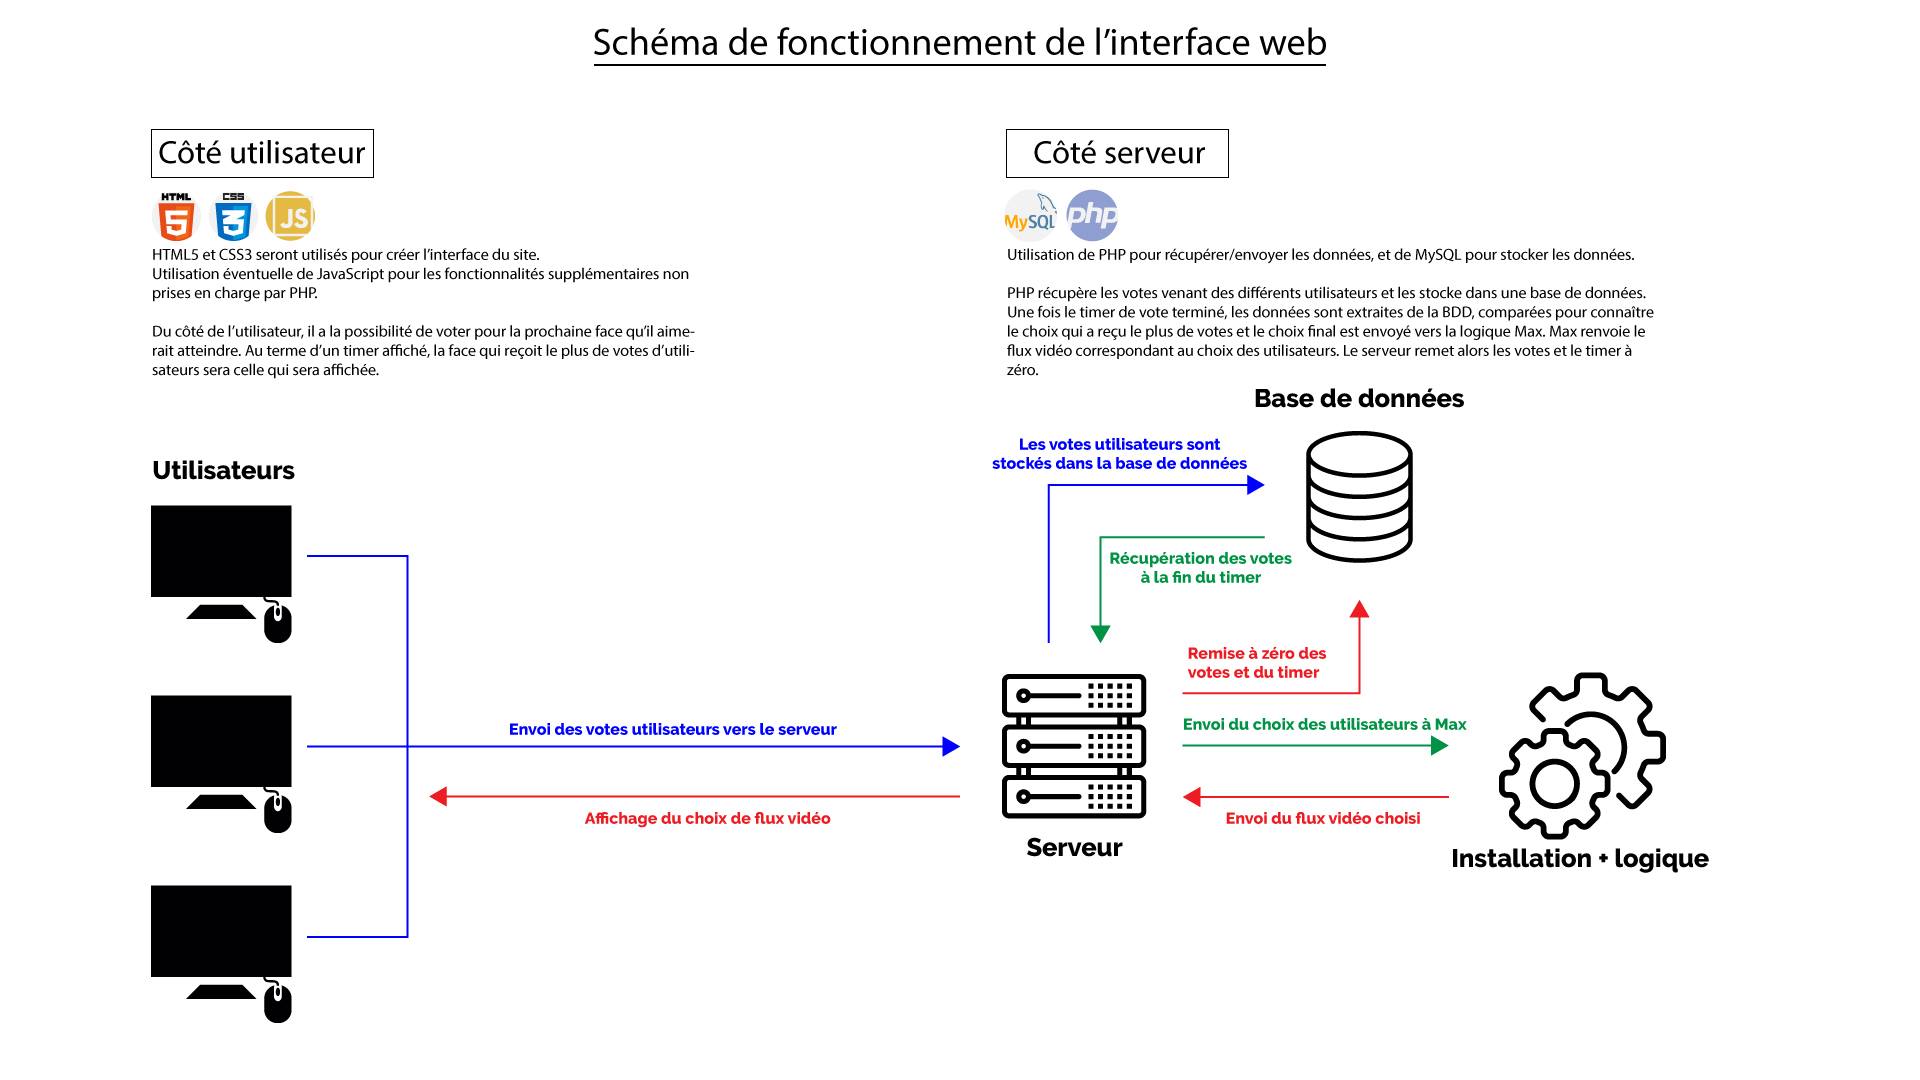 Schéma de fonctionnement de l’interface web
Côté utilisateur
HTML
5
CSS
3
JS
HTML5 et CSS3 seront utilisés pour créer l’interface du site.
Utilisation éventuelle de JavaScript pour les fonctionnalités supplémentaires non
prises en charge par PHP.
Du côté de l’utilisateur, il a la possibilité de voter pour la prochaine face qu’il aime-
rait atteindre. Au terme d’un timer affiché, la face qui reçoit le plus de votes d’utili-
sateurs sera celle qui sera affichée.
Côté serveur
MySQL
php
Utilisation de PHP pour récupérer/envoyer les données, et de MySQL pour stocker les données.
PHP récupère les votes venant des différents utilisateurs et les stocke dans une base de données.
Une fois le timer de vote terminé, les données sont extraites de la BDD, comparées pour connaître
le choix qui a reçu le plus de votes et le choix final est envoyé vers la logique Max. Max renvoie le
flux vidéo correspondant au choix des utilisateurs. Le serveur remet alors les votes et le timer à
zéro.
Base de données
Les votes utilisateurs sont
stockés dans la base de données
Utilisateurs
Récupération des votes
à la fin du timer
Remise à zéro des
votes et du timer
Envoi des votes utilisateurs vers le serveur
Envoi du choix des utilisateurs à Max
Affichage du choix de flux vidéo
Envoi du flux vidéo choisi
Serveur
Installation + logique